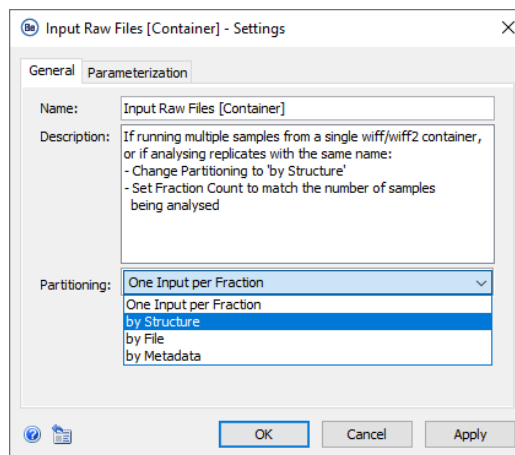 Be Input Raw Files [Container] - Settings
General Parameterization
Name: Input Raw Files [Container]
Description: If running multiple samples from a single wiff/wiff2 container,
or if analysing replicates with the same name:
- Change Partitioning to 'by Structure'
- Set Fraction Count to match the number of samples
being analysed
Partitioning: One Input per Fraction
One Input per Fraction
by Structure
by File
by Metadata
? OK Cancel Apply